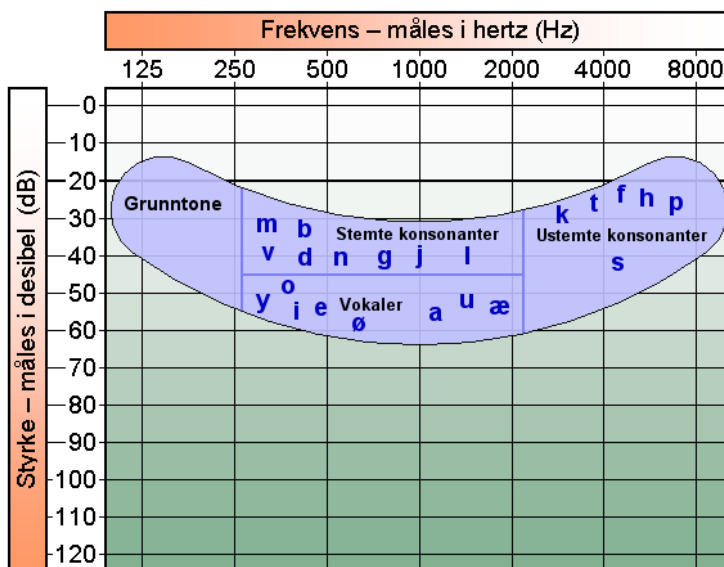 Frekvens – måles i hertz (Hz)
125 250 500 1000 2000 4000 8000
Styrke – måles i desibel (dB)
0
10
20
30
40
50
60
70
80
90
100
110
120
Grunntone
m b
Stemte konsonanter
v d n g j l
k t f h p
Ustemte konsonanter
s
y o i e
Vokaler
ø a u æ